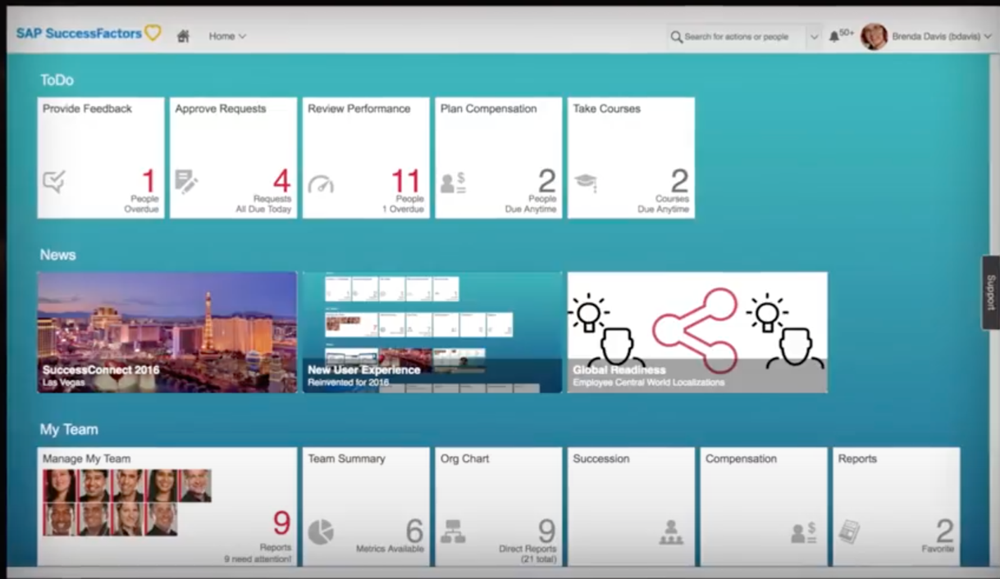 SAP SuccessFactors
Home
Search for actions or people
50+
Brenda Davis (bdavis)
ToDo
Provide Feedback
1
People
Overdue
Approve Requests
4
Requests
All Due Today
Review Performance
11
People
1 Overdue
Plan Compensation
2
People
Due Anytime
Take Courses
2
Courses
Due Anytime
Support
News
SuccessConnect 2016
Las Vegas
New User Experience
Reinvented for 2016
Global Readiness
Employee Central World Localizations
My Team
Manage My Team
9
Reports
9 need attention!
Team Summary
6
Metrics Available
Org Chart
9
Direct Reports
(21 total)
Succession
Compensation
Reports
2
Favorite